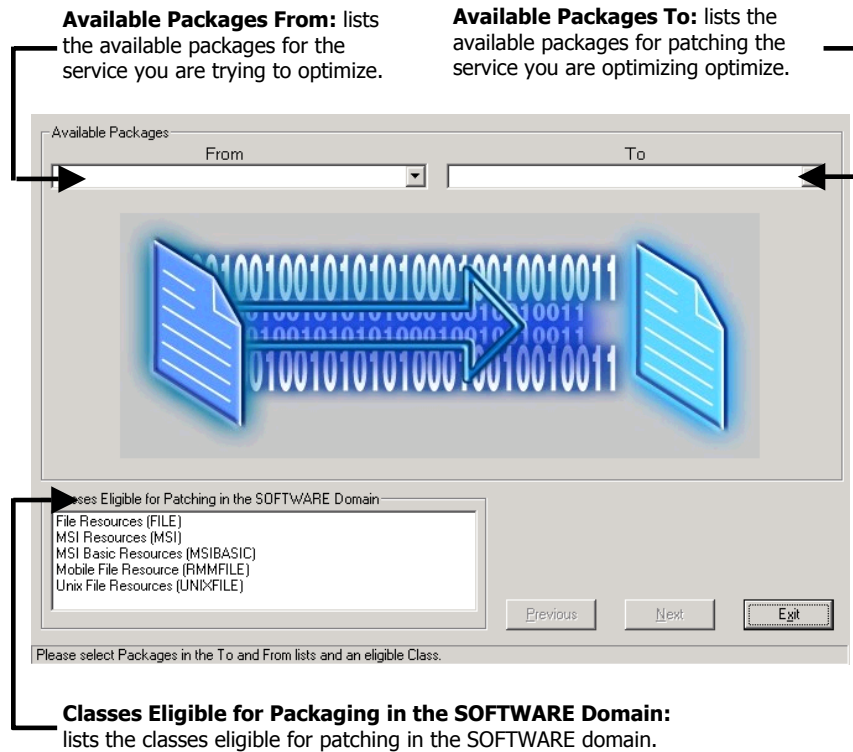 Available Packages From: lists
the available packages for the
service you are trying to optimize.
Available Packages To: lists the
available packages for patching the
service you are optimizing optimize.
Available Packages
From
To
Eligible for Patching in the SOFTWARE Domain
File Resources (FILE)
MSI Resources (MSI)
MSI Basic Resources (MSIBASIC)
Mobile File Resource (RMMFILE)
Unix File Resources (UNIXFILE)
Previous
Next
Exit
Please select Packages in the To and From lists and an eligible Class.
Classes Eligible for Packaging in the SOFTWARE Domain:
lists the classes eligible for patching in the SOFTWARE domain.